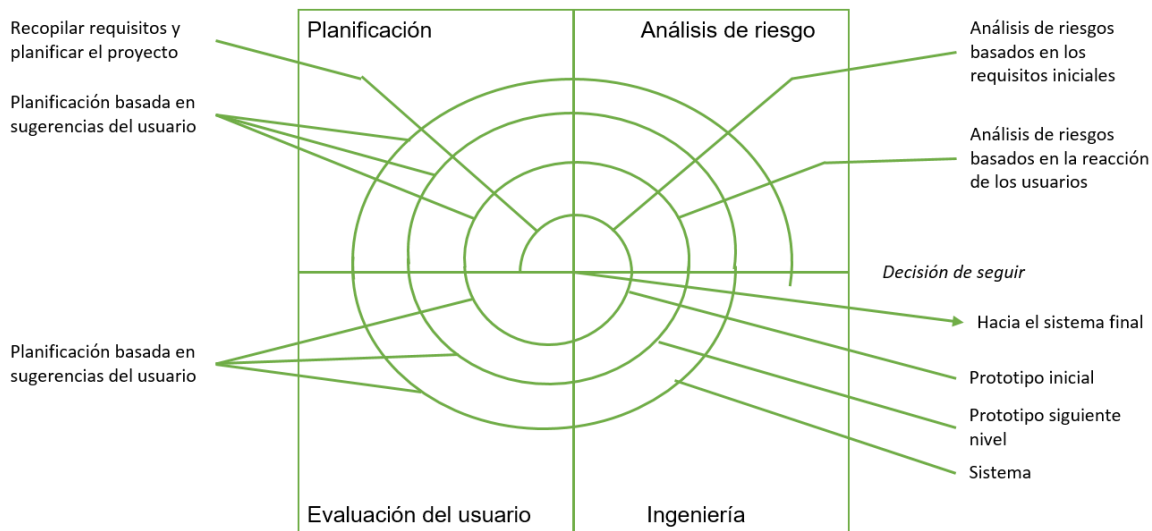 Recopilar requisitos y
planificar el proyecto
Planificación
Análisis de riesgo
Análisis de riesgos
basados en los
requisitos iniciales
Planificación basada en
sugerencias del usuario
Análisis de riesgos
basados en la reacción
de los usuarios
Decisión de seguir
Hacia el sistema final
Planificación basada en
sugerencias del usuario
Prototipo inicial
Prototipo siguiente
nivel
Sistema
Evaluación del usuario
Ingeniería